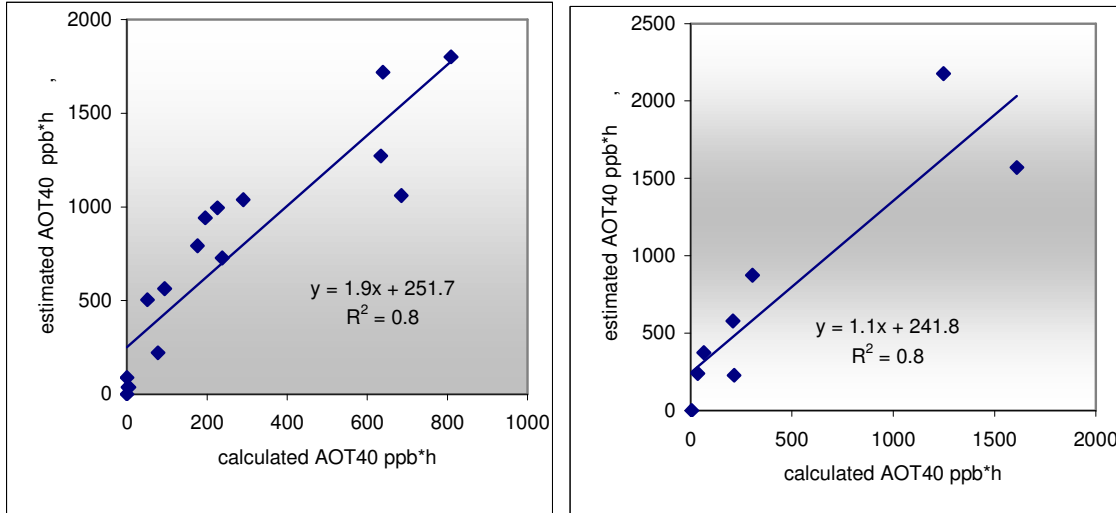 2000
1500
1000
500
0
estimated AOT40 ppb*h ,
y = 1.9x + 251.7
R² = 0.8
0 200 400 600 800 1000
calculated AOT40 ppb*h
2500
2000
1500
1000
500
0
estimated AOT40 ppb*h ,
y = 1.1x + 241.8
R² = 0.8
0 500 1000 1500 2000
calculated AOT40 ppb*h